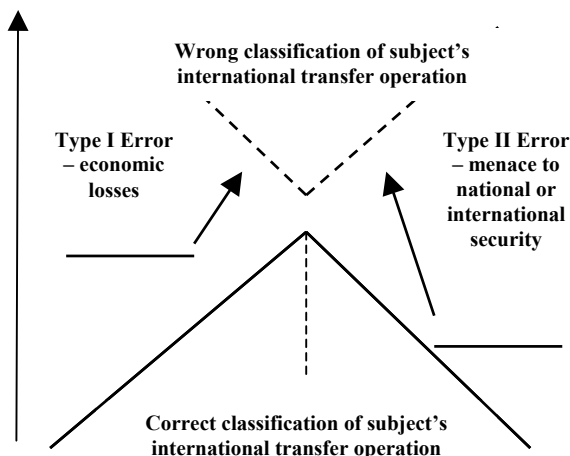 Wrong classification of subject's
international transfer operation
Type I Error
– economic
losses
Type II Error
– menace to
national or
international
security
Correct classification of subject's
international transfer operation